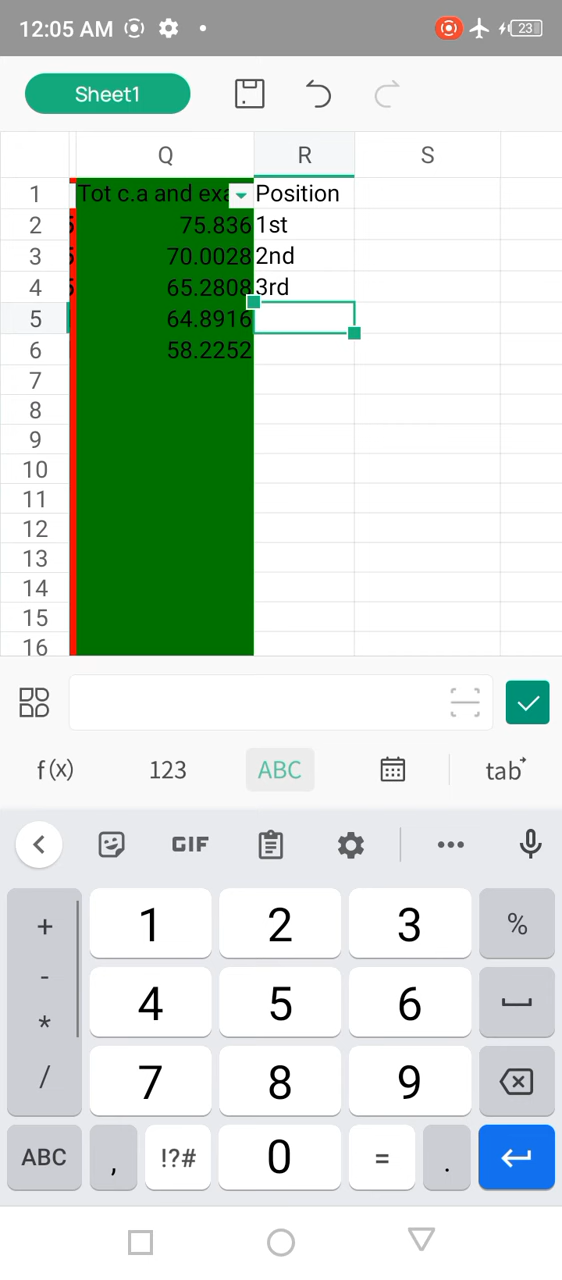 12:05 AM 23
Sheet1
Q R S
1 Tot c.a and exa Position
2 75.836 1st
3 70.0028 2nd
4 65.2808 3rd
5 64.8916
6 58.2252
7
8
9
10
11
12
13
14
15
16
f(x) 123 ABC tab
GIF
+ 1 2 3 %
- 4 5 6
*
/ 7 8 9
ABC , !?# 0 = .